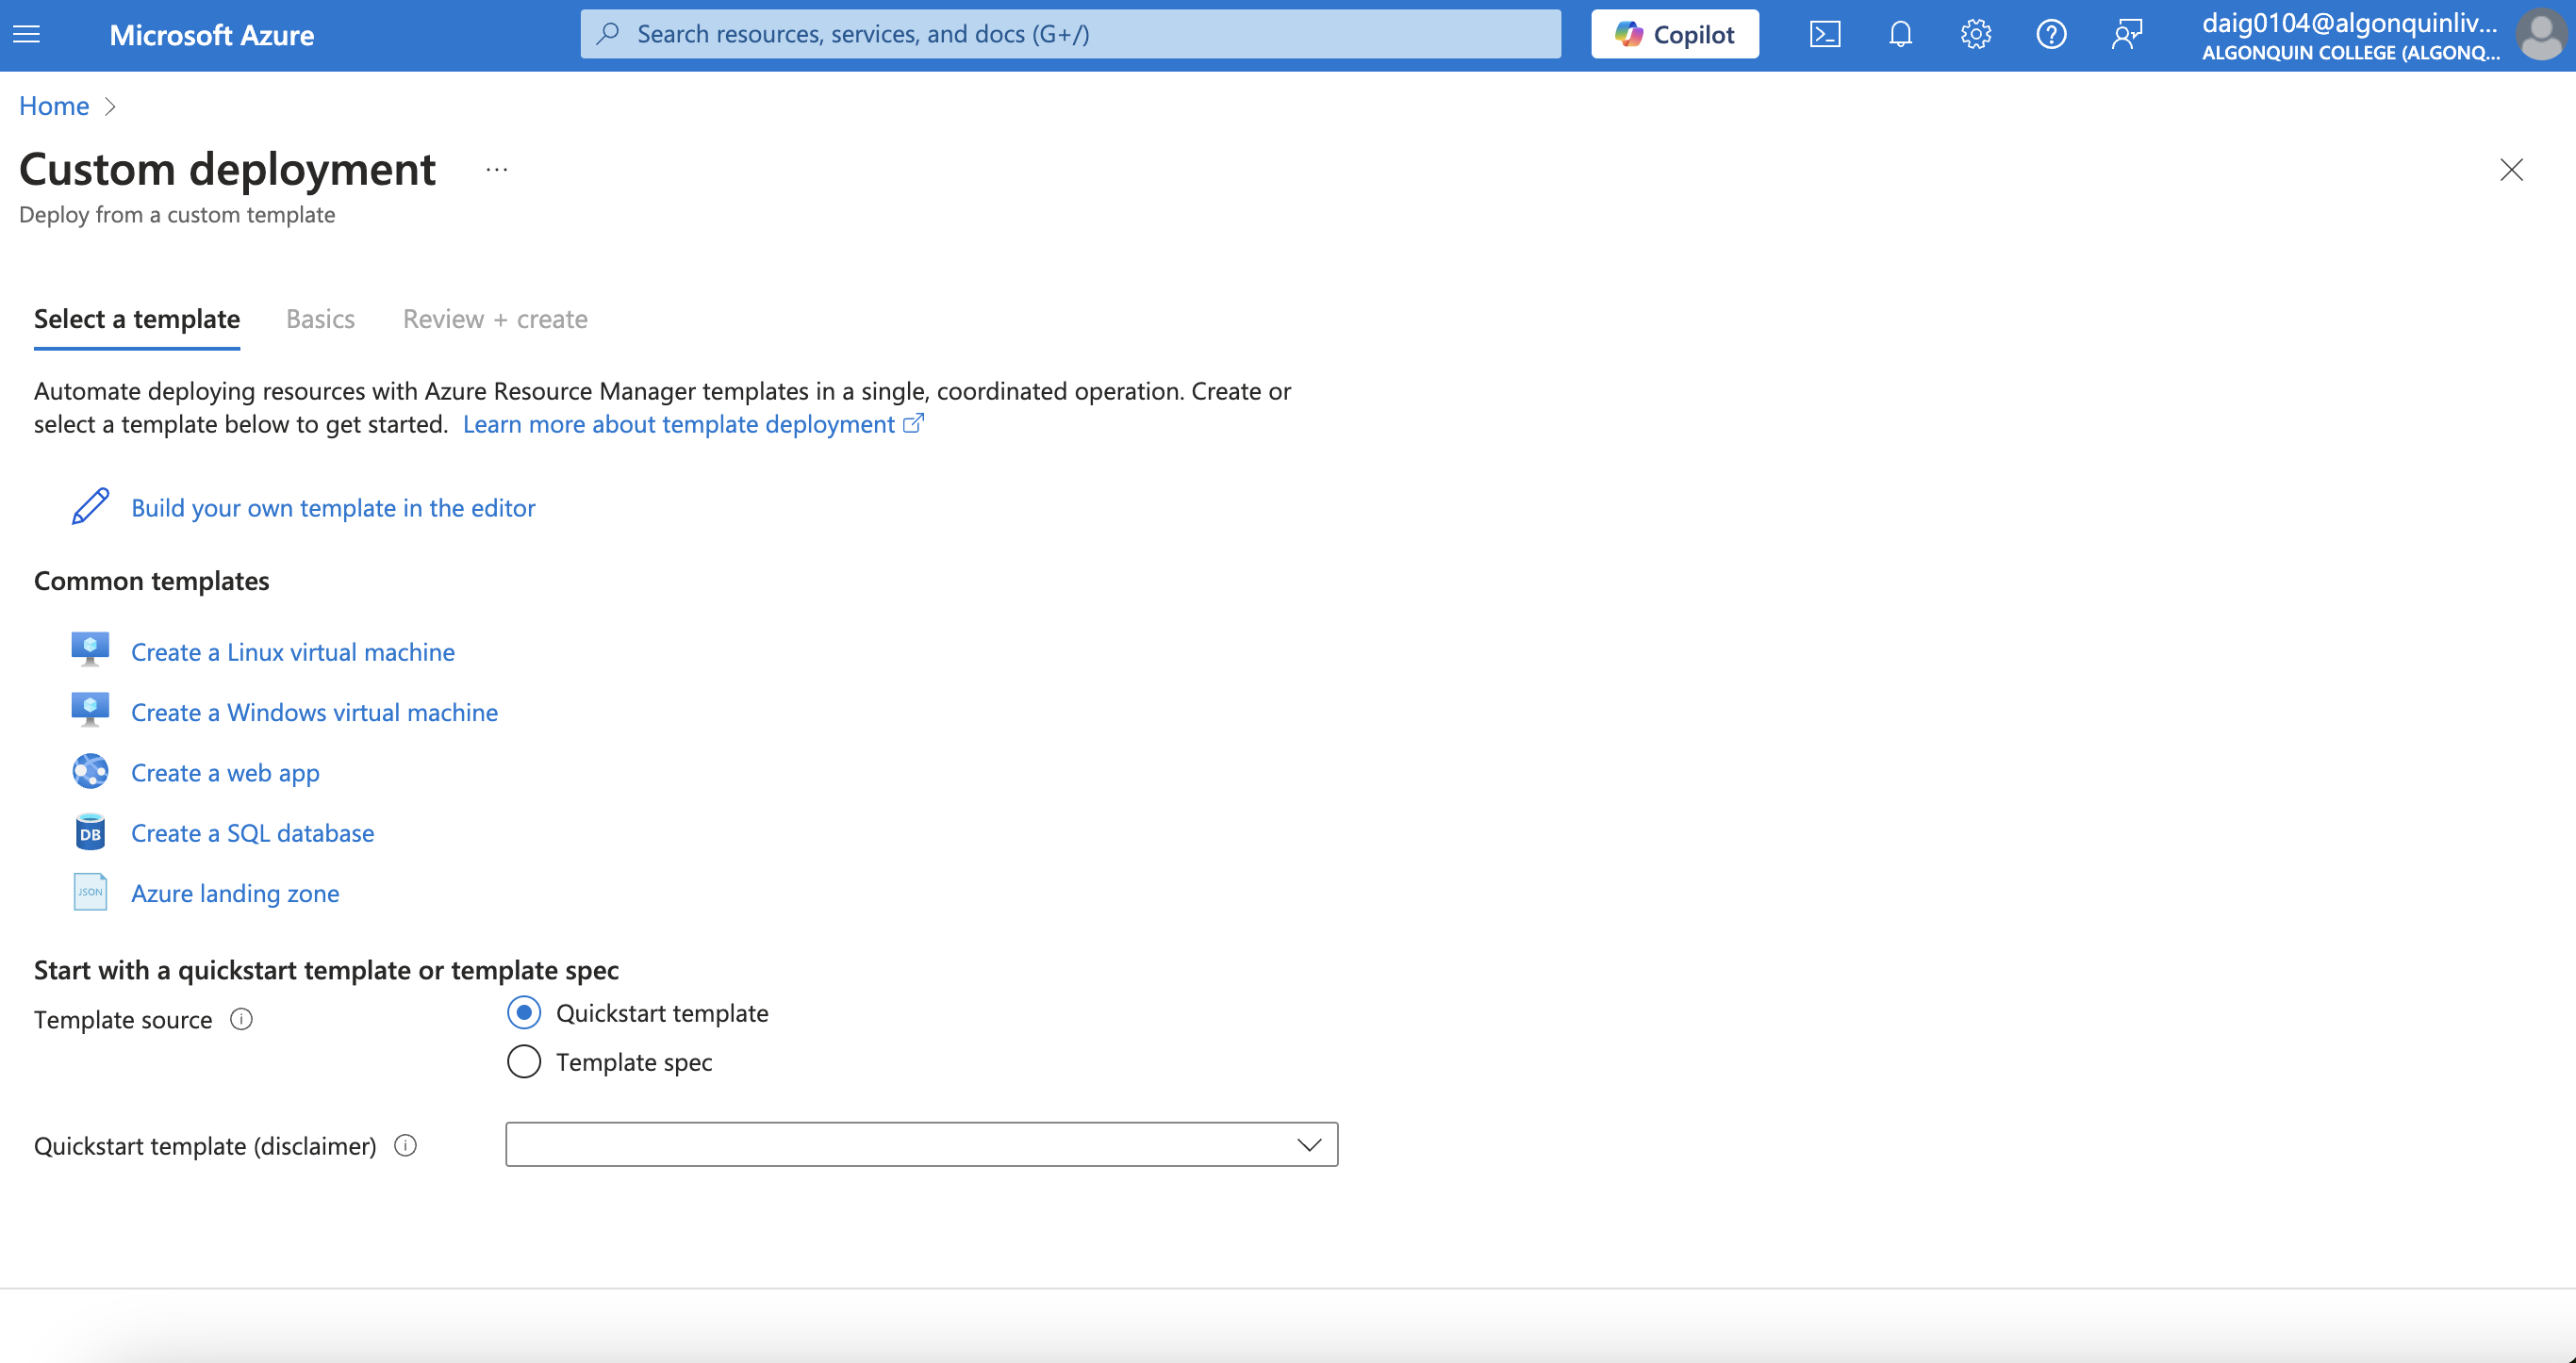 Microsoft Azure
Search resources, services, and docs (G+/)
Copilot
daig0104@algonquinliv...
ALGONQUIN COLLEGE (ALGONQ...
Home
Custom deployment
...
Deploy from a custom template
Select a template
Basics
Review + create
Automate deploying resources with Azure Resource Manager templates in a single, coordinated operation. Create or
select a template below to get started. Learn more about template deployment
Build your own template in the editor
Common templates
Create a Linux virtual machine
Create a Windows virtual machine
Create a web app
DB
Create a SQL database
JSON
Azure landing zone
Start with a quickstart template or template spec
Template source
Quickstart template
Template spec
Quickstart template (disclaimer)